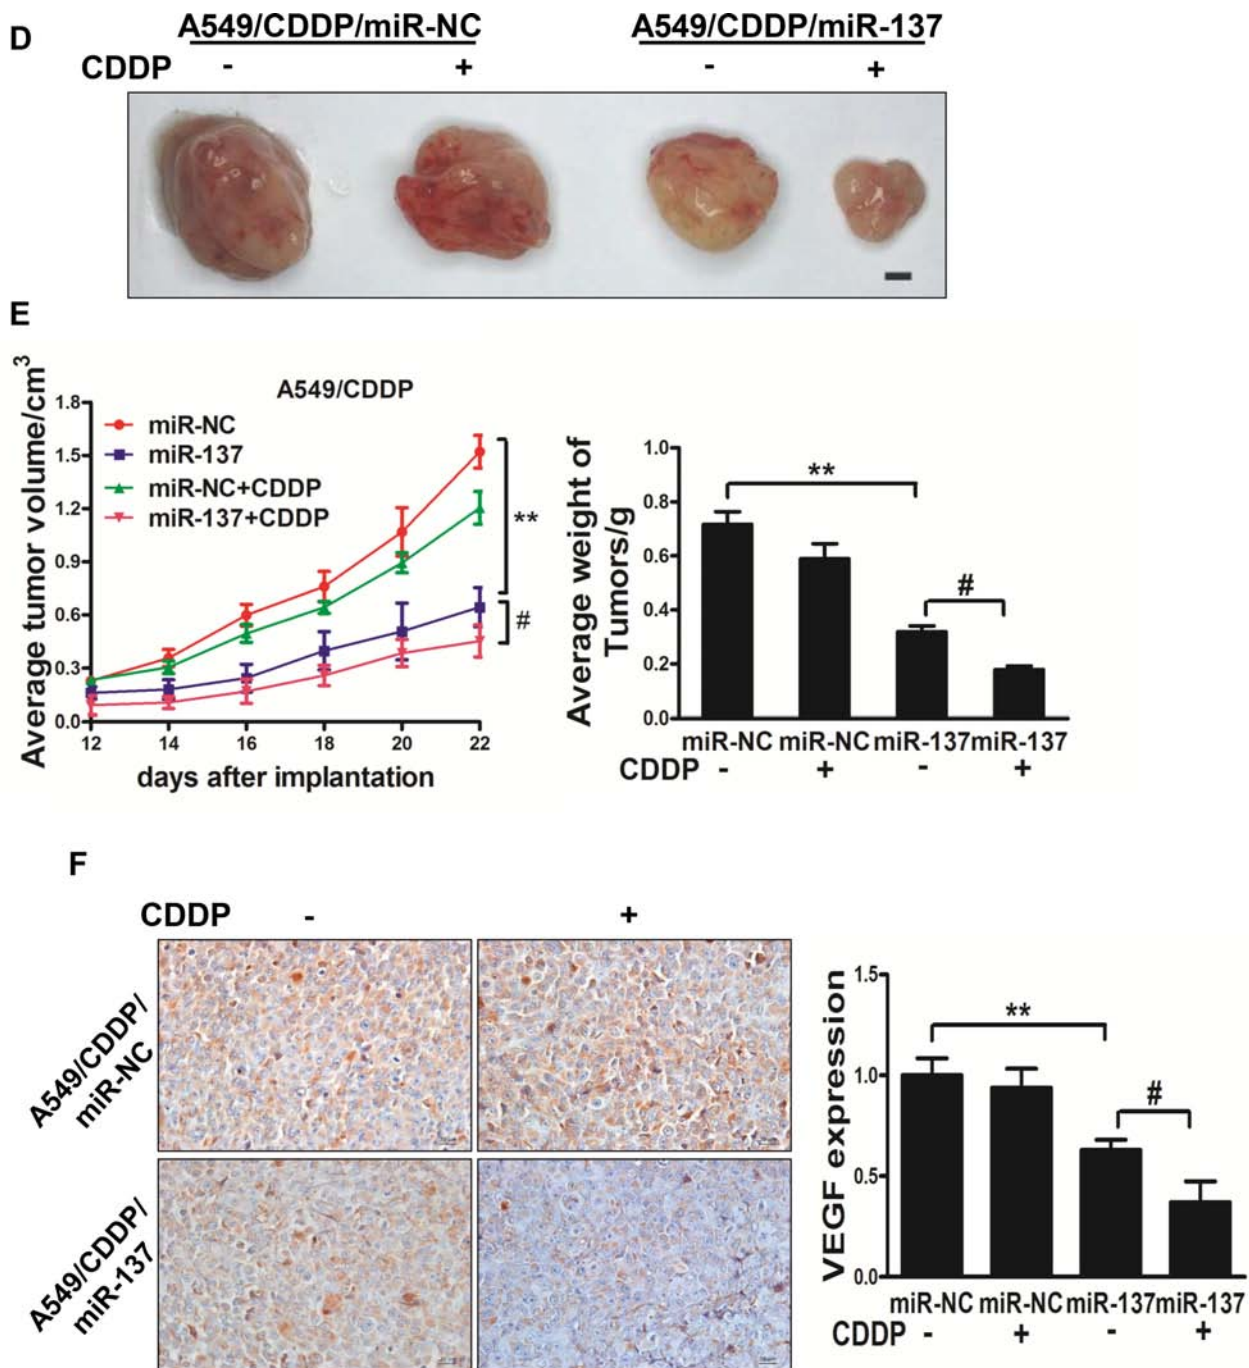 D
A549/CDDP/miR-NC A549/CDDP/miR-137
CDDP - + - +
E
A549/CDDP
Average tumor volume/cm³
1.8
1.5
1.2
0.9
0.6
0.3
0.0
miR-NC
miR-137
miR-NC+CDDP
miR-137+CDDP
**
#
12 14 16 18 20 22
days after implantation
Average weight of
Tumors/g
1.0
0.8
0.6
0.4
0.2
0.0
**
#
miR-NC miR-NC miR-137 miR-137
CDDP - + - +
F
CDDP - +
A549/CDDP/
miR-NC
A549/CDDP/
miR-137
VEGF expression
1.5
1.0
0.5
0.0
**
#
miR-NC miR-NC miR-137 miR-137
CDDP - + - +